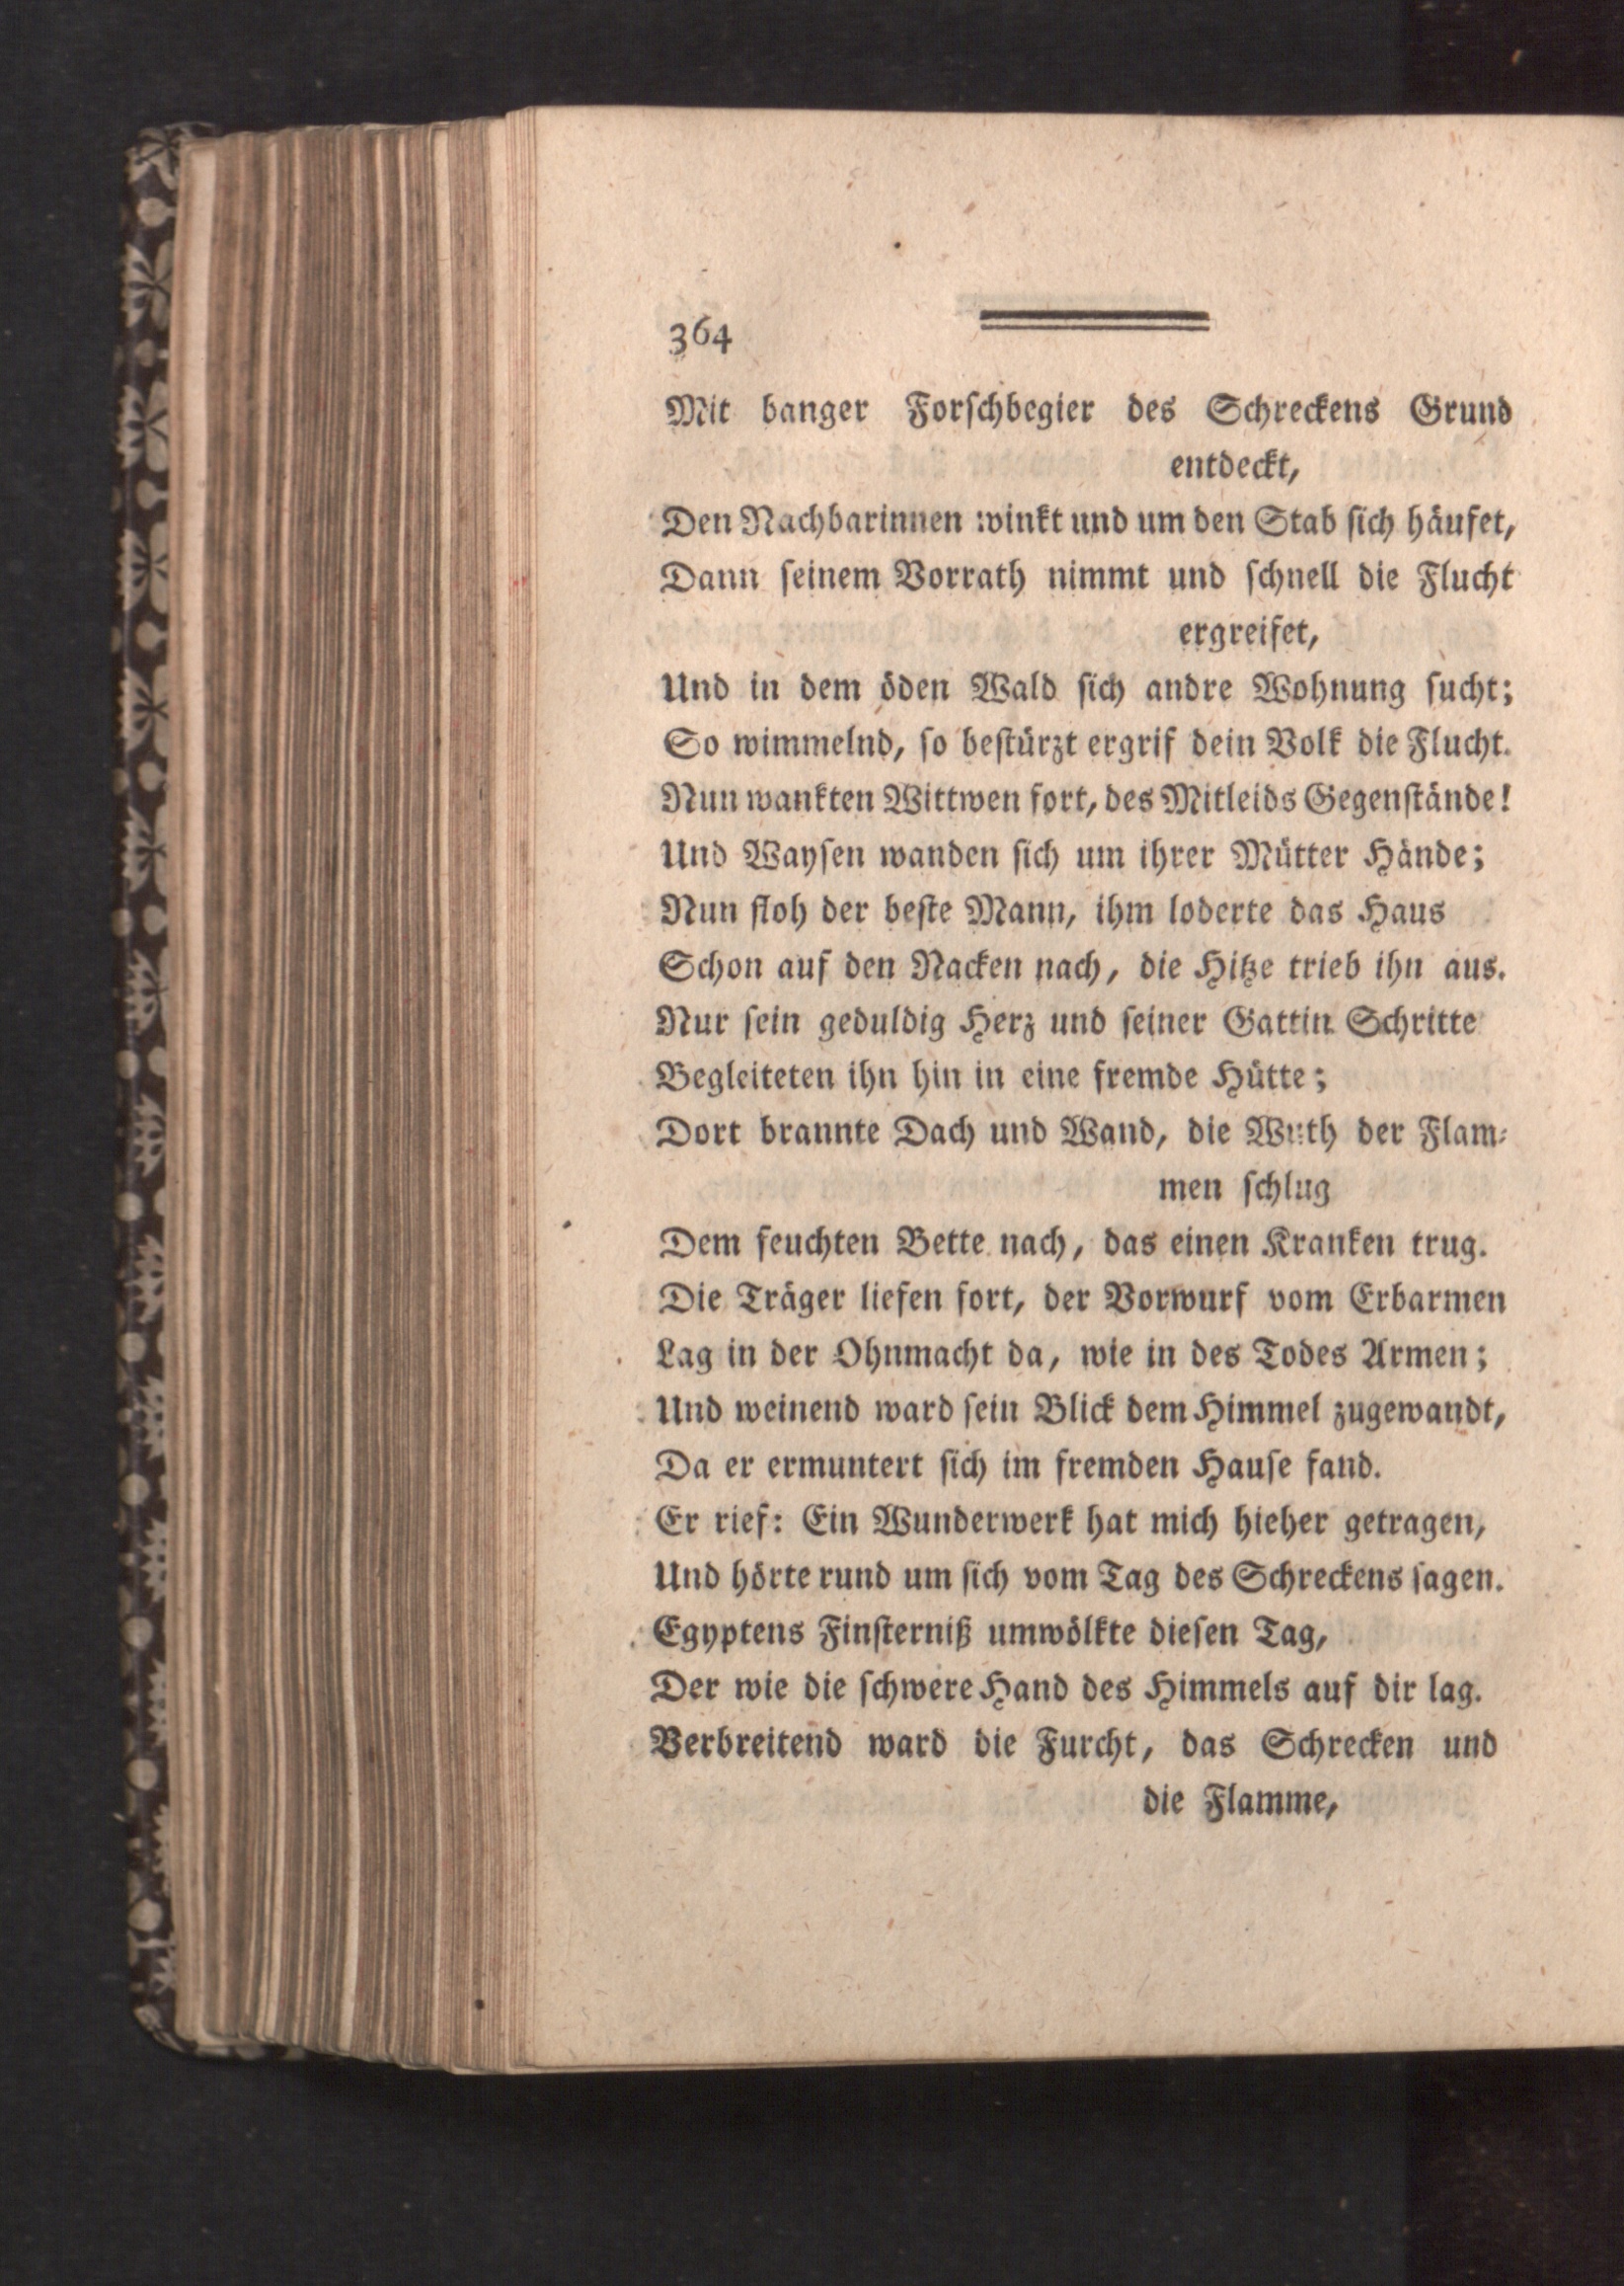 364
Mit banger Forſchbegier des Schreckens Grund
entdeckt,
Den Nachbarinnen winkt und um den Stab ſich häufet,
Dann ſeinem Vorrath nimmt und ſchnell die Flucht
ergreifet,
Und in dem öden Wald ſich andre Wohnung ſucht;
So wimmelnd, ſo beſtürzt ergrif dein Volk die Flucht.
Nun wankten Wittwen fort, des Mitleids Gegenſtände!
Und Wayſen wanden ſich um ihrer Mütter Hände;
Nun floh der beſte Mann, ihm loderte das Haus
Schon auf den Nacken nach, die Hitze trieb ihn aus.
Nur ſein geduldig Herz und ſeiner Gattin Schritte
Begleiteten ihn hin in eine fremde Hütte;
Dort brannte Dach und Wand, die Wuth der Flam⸗
men ſchlug
Dem feuchten Bette nach, das einen Kranken trug.
Die Träger liefen fort, der Vorwurf vom Erbarmen
Lag in der Ohnmacht da, wie in des Todes Armen;
Und weinend ward ſein Blick dem Himmel zugewandt,
Da er ermuntert ſich im fremden Hauſe fand.
Er rief: Ein Wunderwerk hat mich hieher getragen,
Und hörte rund um ſich vom Tag des Schreckens ſagen.
Egyptens Finſterniß umwölkte dieſen Tag,
Der wie die ſchwere Hand des Himmels auf dir lag.
Verbreitend ward die Furcht, das Schrecken und
die Flamme,